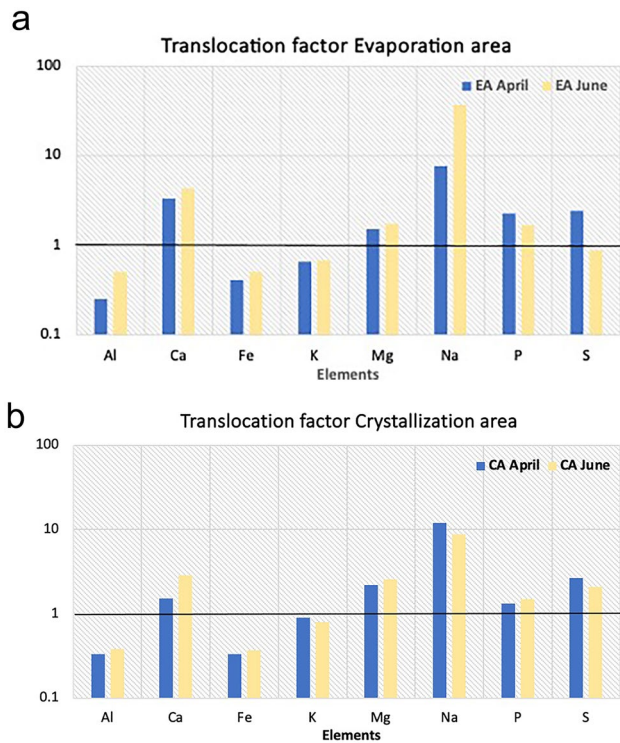 a
Translocation factor Evaporation area
100
EA April EA June
10
1
0.1
Al Ca Fe K Mg Na P S
Elements
b
Translocation factor Crystallization area
100
CA April CA June
10
1
0.1
Al Ca Fe K Mg Na P S
Elements